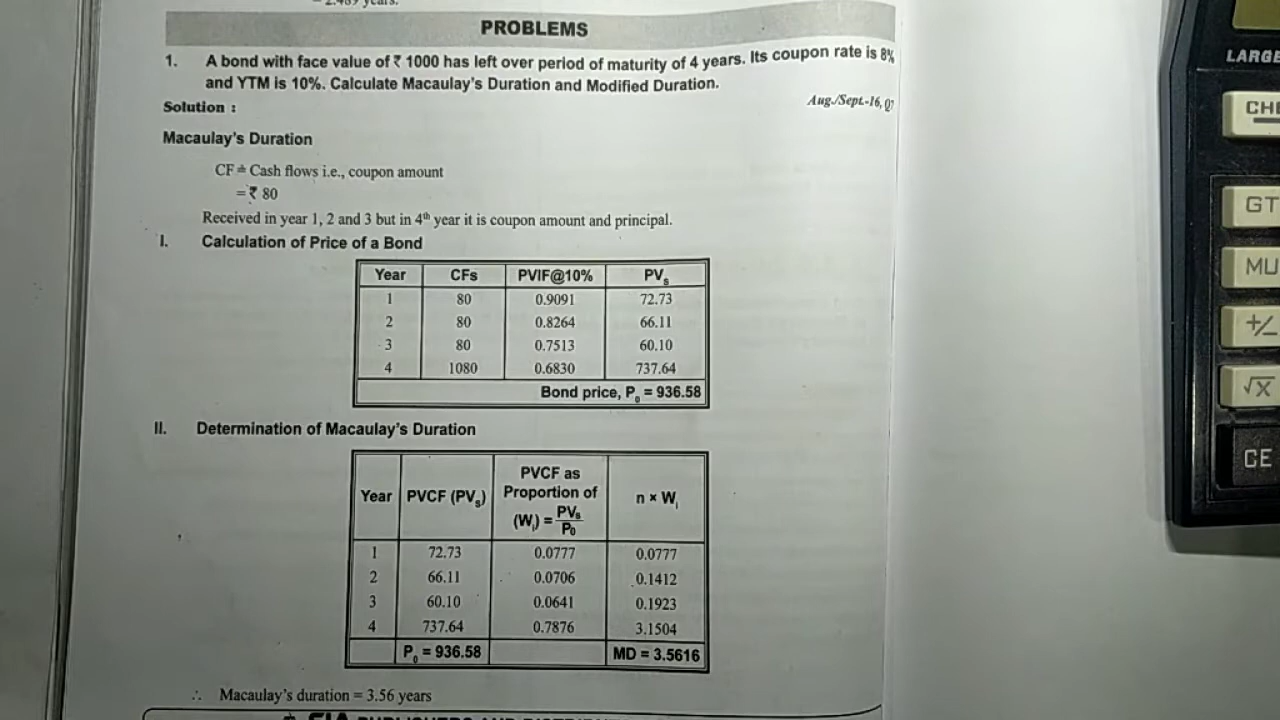 = 2.489 years.
PROBLEMS
1. A bond with face value of ₹ 1000 has left over period of maturity of 4 years. Its coupon rate is 8%
and YTM is 10%. Calculate Macaulay's Duration and Modified Duration.
Aug./Sept.-16, Q7
Solution :
Macaulay's Duration
CF = Cash flows i.e., coupon amount
= ₹ 80
Received in year 1, 2 and 3 but in 4th year it is coupon amount and principal.
I. Calculation of Price of a Bond
Year CFs PVIF@10% PVs
1 80 0.9091 72.73
2 80 0.8264 66.11
3 80 0.7513 60.10
4 1080 0.6830 737.64
Bond price, P0 = 936.58
II. Determination of Macaulay's Duration
Year PVCF (PVs) PVCF as Proportion of (Wi) = PVs/P0 n × Wi
1 72.73 0.0777 0.0777
2 66.11 0.0706 0.1412
3 60.10 0.0641 0.1923
4 737.64 0.7876 3.1504
P0 = 936.58 MD = 3.5616
∴ Macaulay's duration = 3.56 years
SIA PUBLISHERS AND
LARGE
GT
MU
+/-
√X
CE